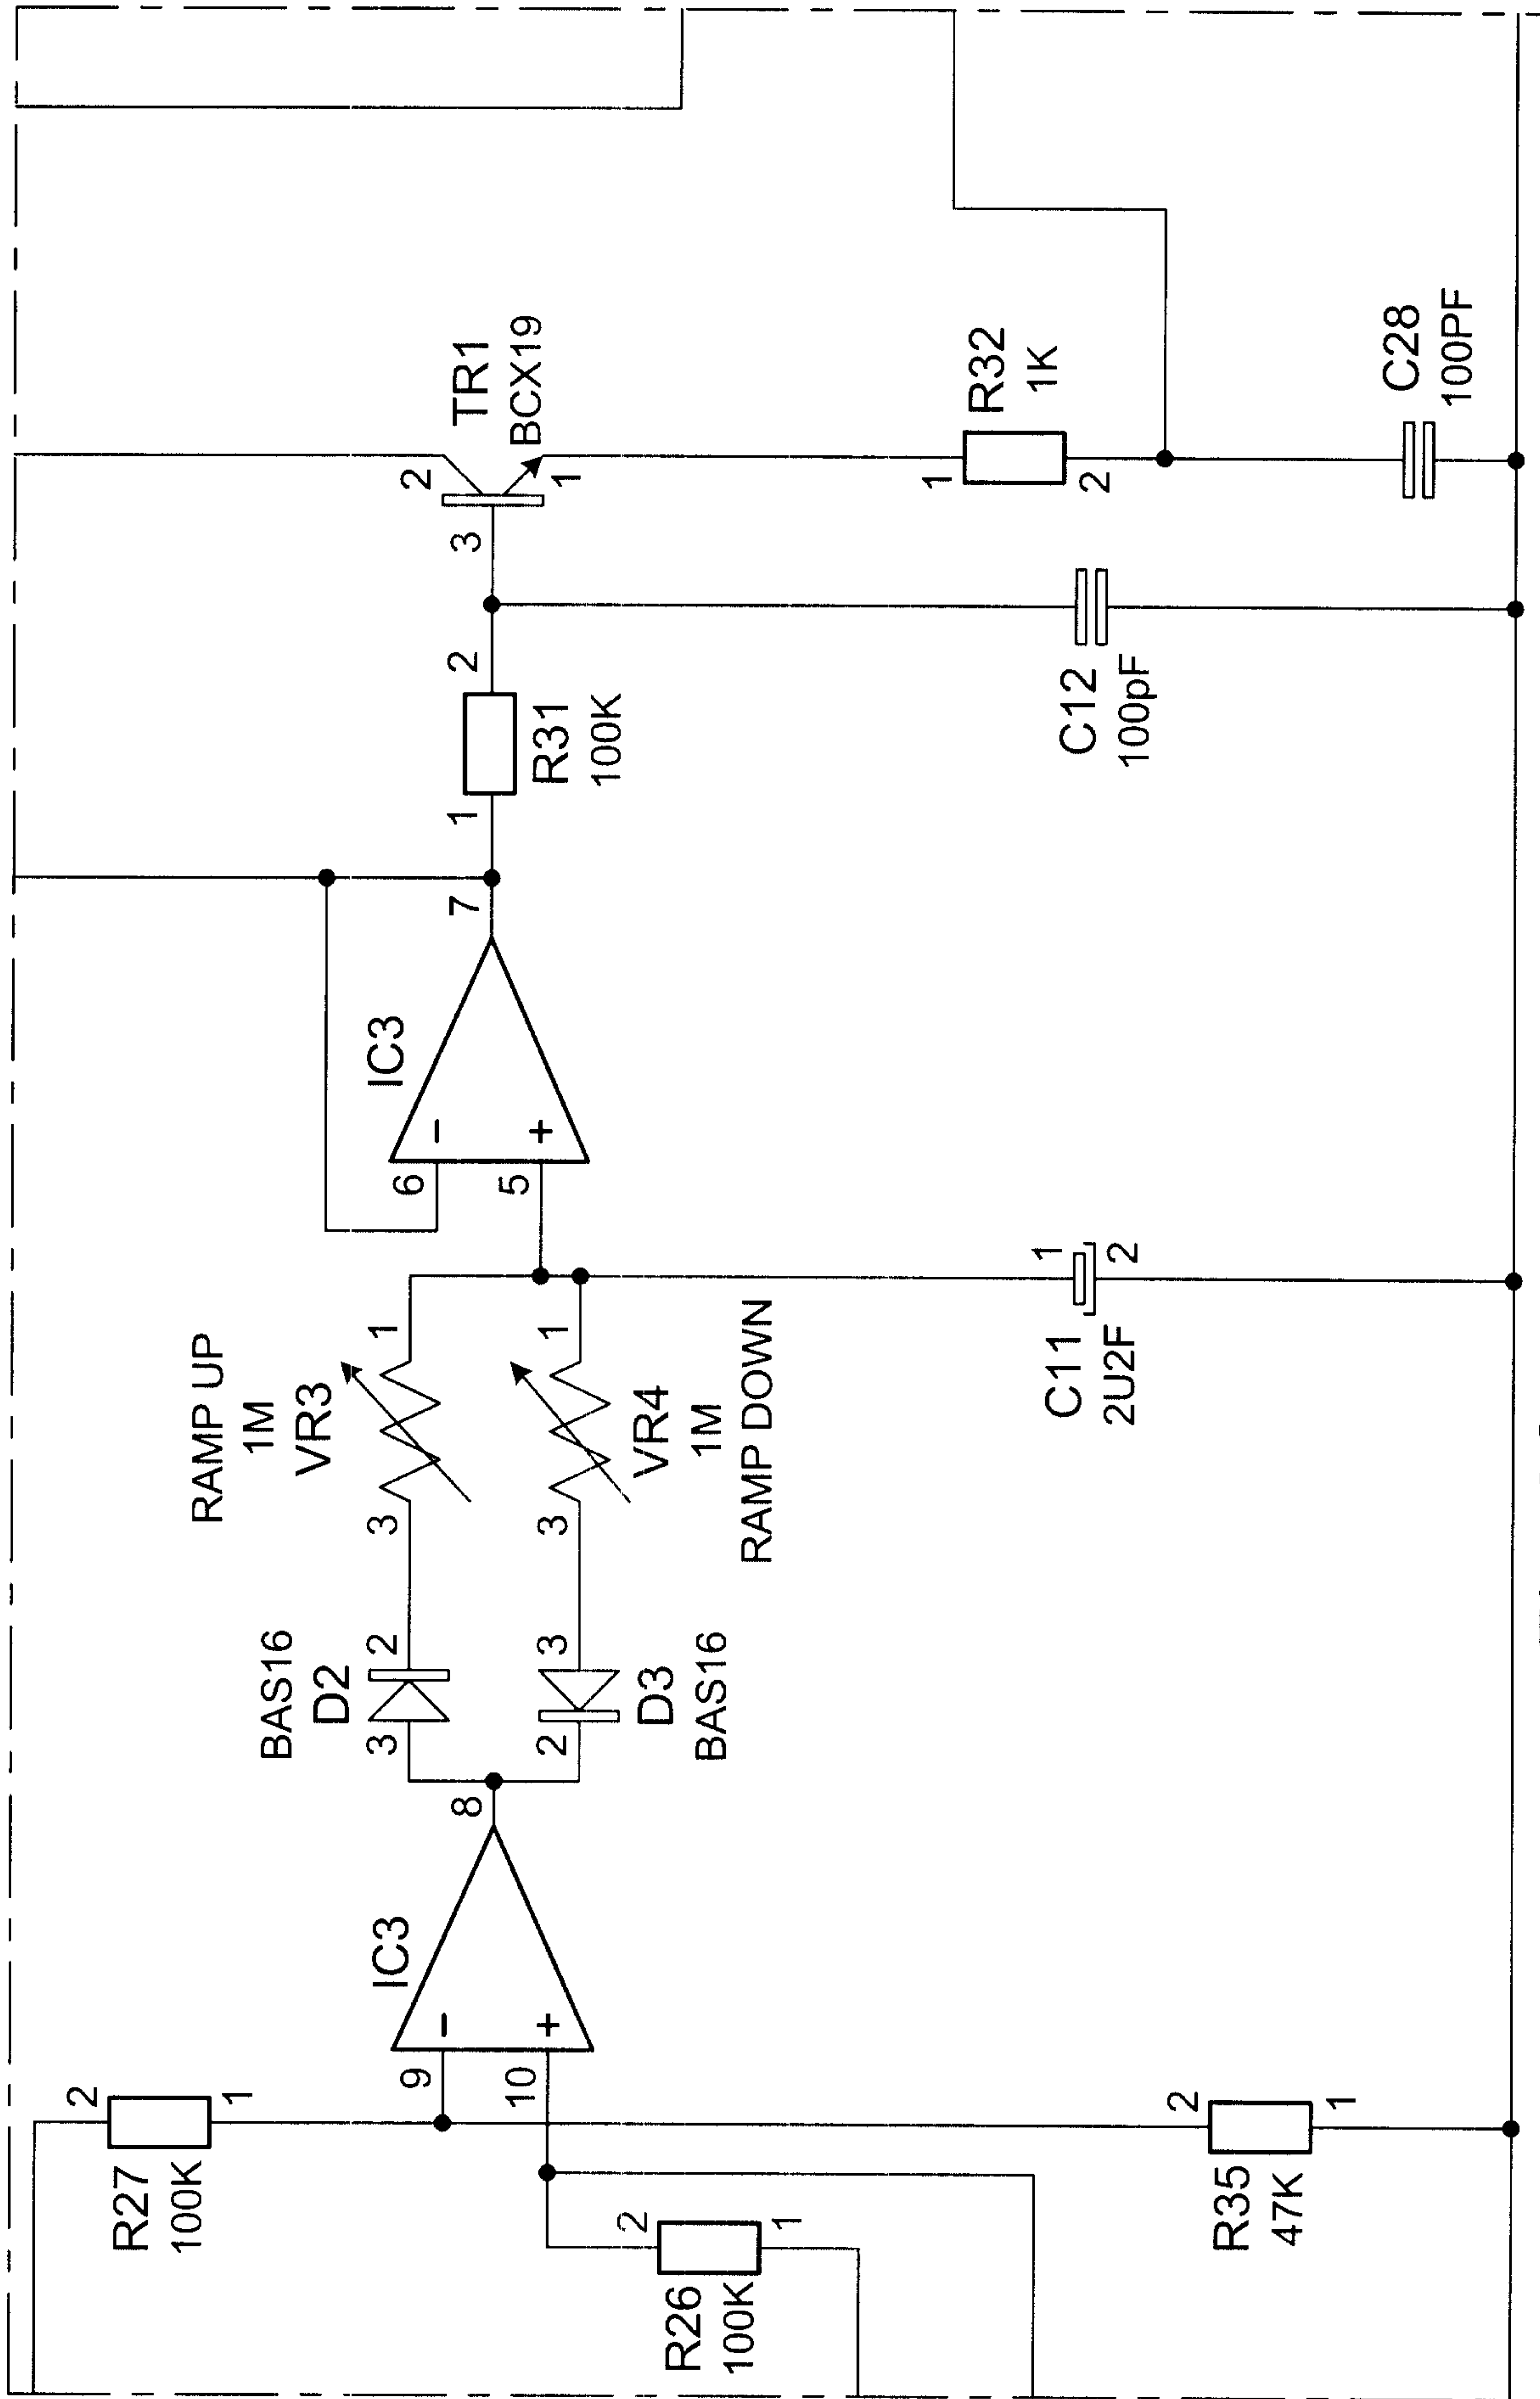 R27
100K
2
1
R26
100K
2
1
R35
47K
2
1
IC3
9
10
-
+
8
BAS16
D2
3
2
2
3
D3
BAS16
RAMP UP
1M
VR3
3
1
3
1
VR4
1M
RAMP DOWN
C11
2U2F
1
2
IC3
6
5
-
+
7
1
2
R31
100K
C12
100pF
3
2
1
TR1
BCX19
1
2
R32
1K
C28
100PF